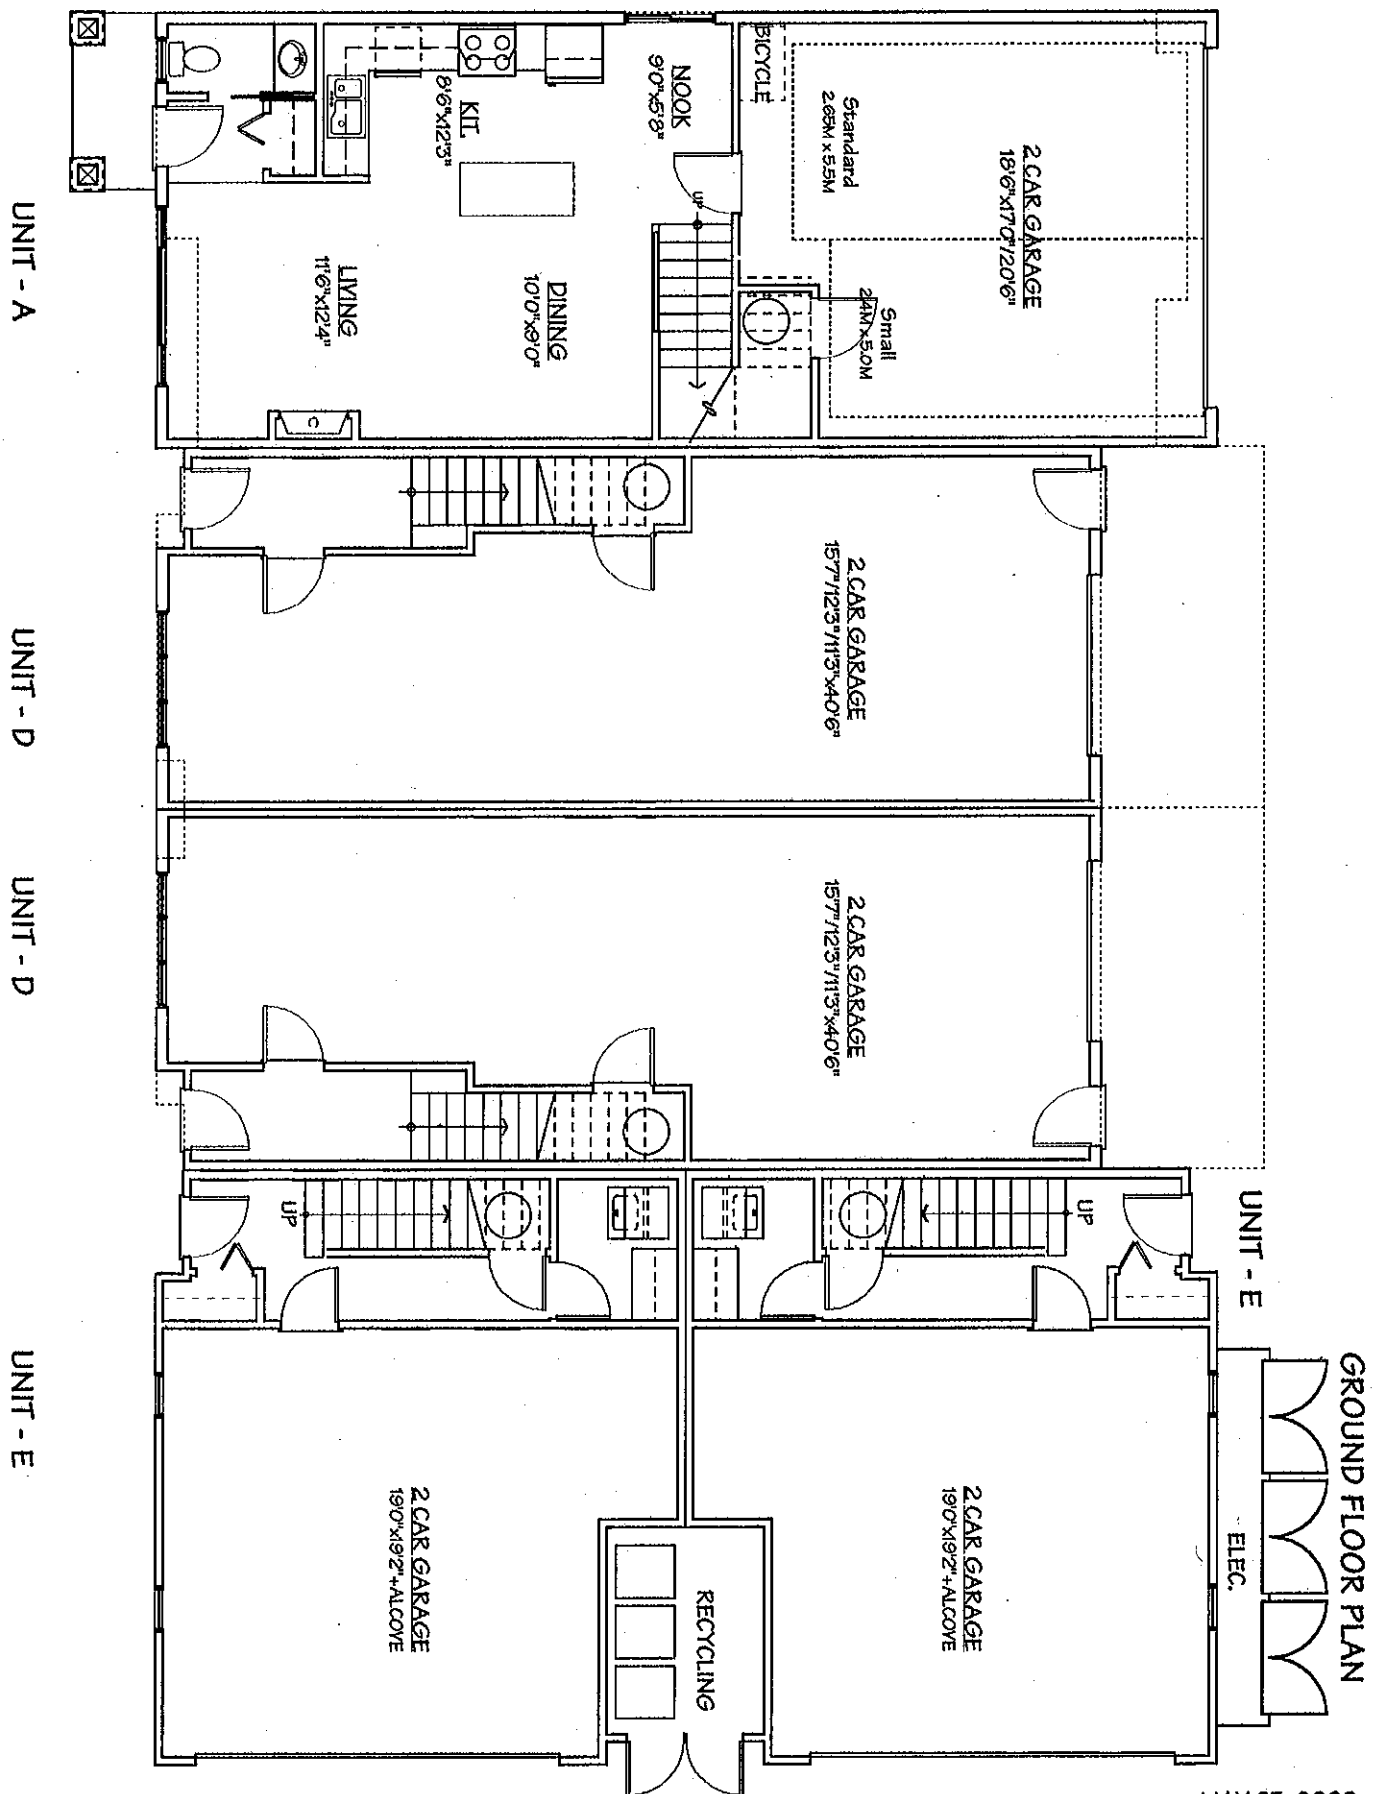 GROUND FLOOR PLAN
UNIT - E
ELEC.
BICYCLE
Standard
2.65M x 5.5M
2 CAR GARAGE
18'6"x17'0"/20'6"
Small
2.4M x 5.0M
NOOK
9'0"x5'8"
KIT.
8'6"x12'3"
UP
UP
DINING
10'0"x9'0"
LIVING
11'6"x12'4"
2 CAR GARAGE
15'7"/12'3"/11'3"x40'6"
2 CAR GARAGE
15'7"/12'3"/11'3"x40'6"
UP
UP
2 CAR GARAGE
19'0"x19'2"+ALCOVE
RECYCLING
2 CAR GARAGE
19'0"x19'2"+ALCOVE
UNIT - A
UNIT - D
UNIT - D
UNIT - E